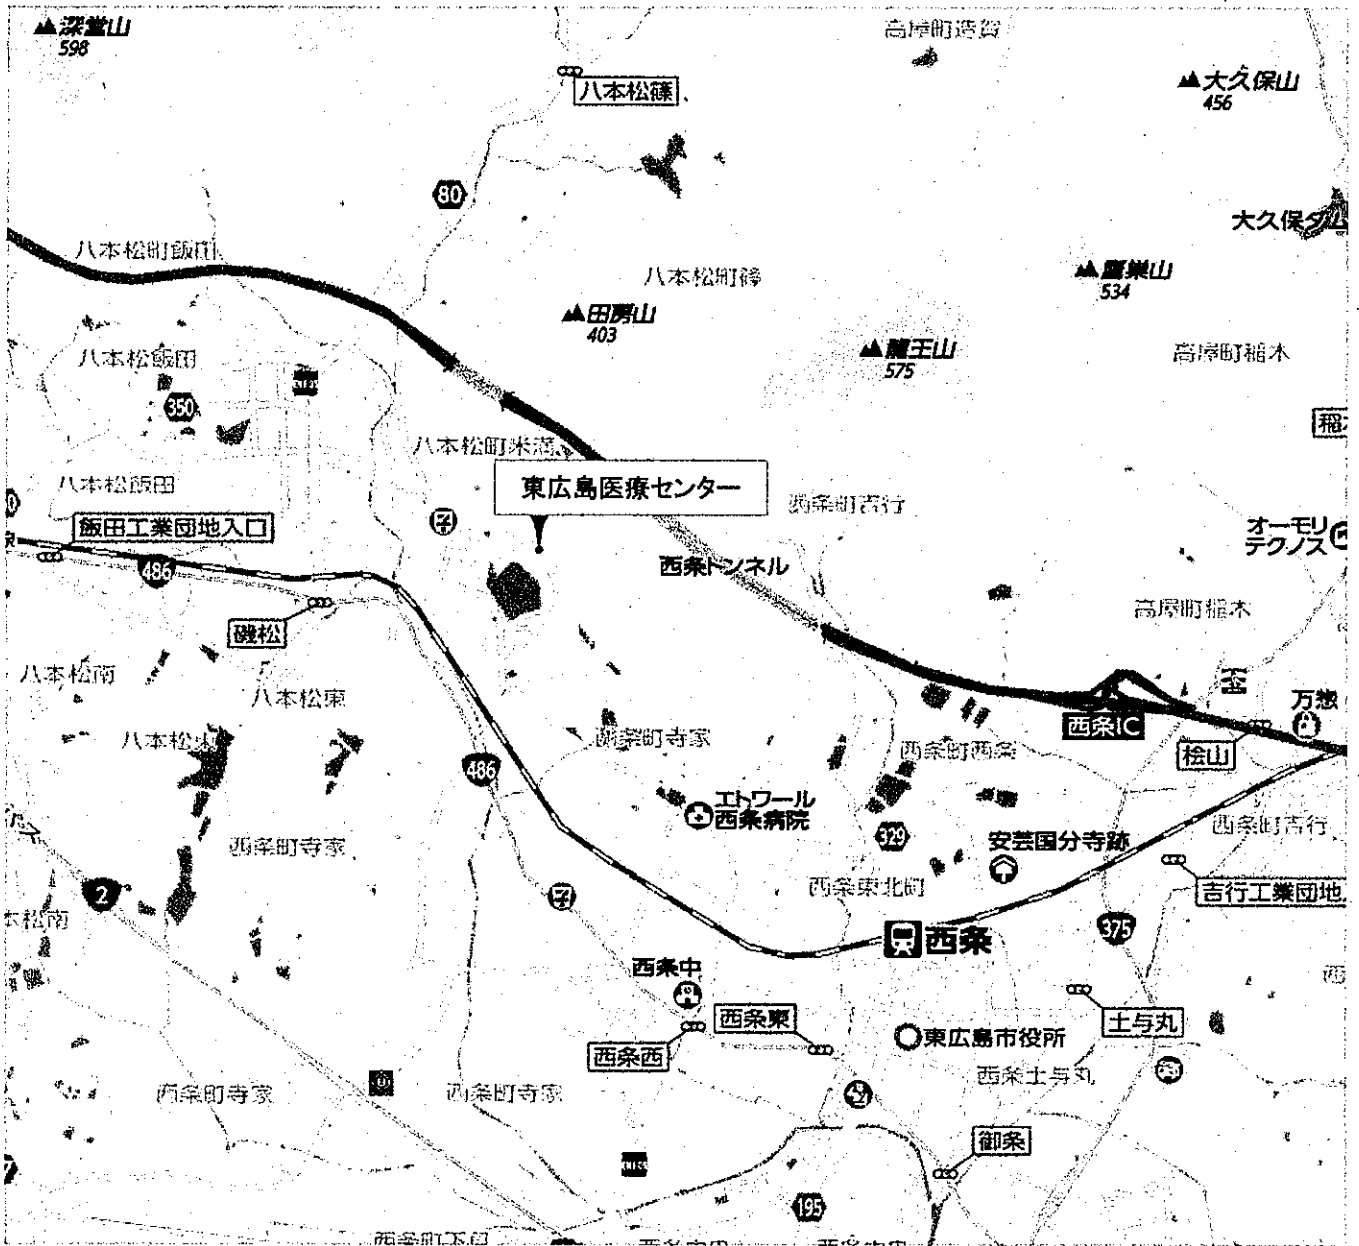 深堂山
598
高屋町造賀
八本松篠
大久保山
456
80
大久保ダム
八本松町飯田
八本松町篠
鷹巣山
534
田房山
403
龍王山
575
高屋町稲木
八本松飯田
ENEOS
350
八本松町米満
八本松飯田
東広島医療センター
西条町吉行
飯田工業団地入口
オーモリ
テクノス
486
西条トンネル
磯松
高屋町稲木
八本松南
八本松東
西条IC
万惣
西条町寺家
西条町西条
桧山
486
エトワール
西条病院
西条町寺家
329
安芸国分寺跡
西条町吉行
2
西条東北町
吉行工業団地
本松南
西条
375
西条中
西条東
土与丸
西条西
東広島市役所
西条土与丸
西条町寺家
西条町寺家
御条
ENEOS
195
西条町下見